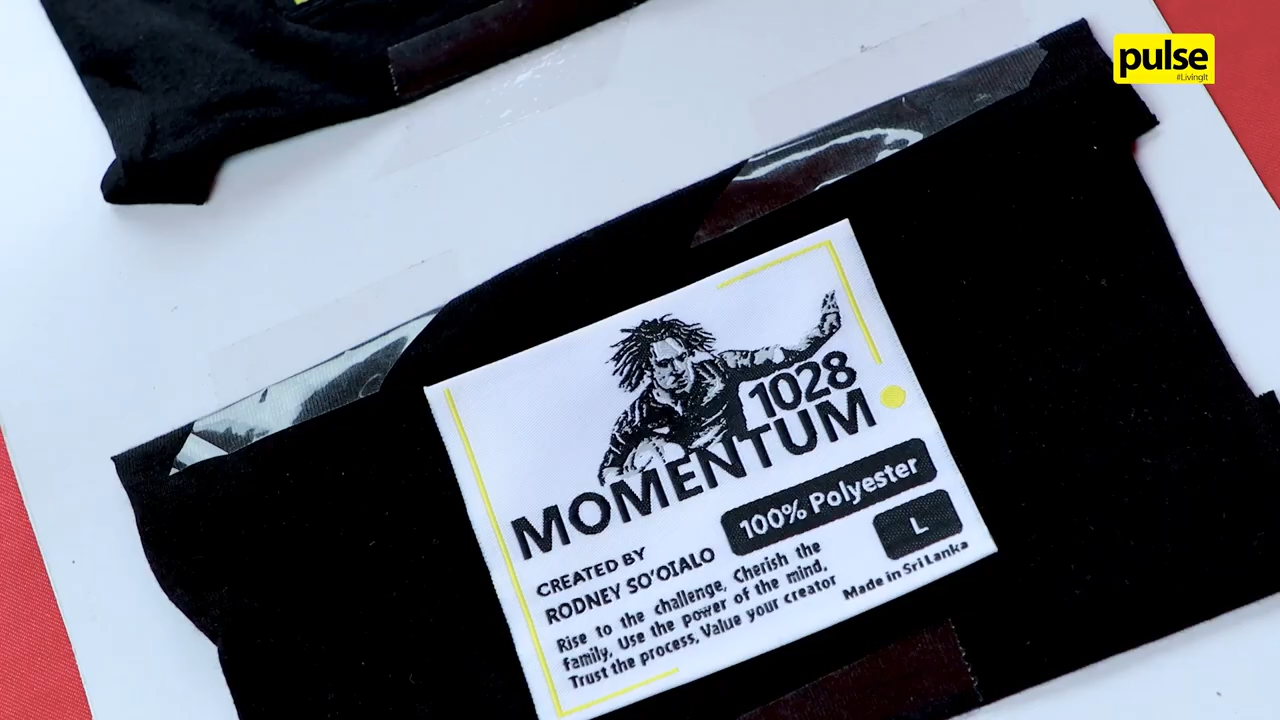 pulse
#LivingIt
1028
MOMENTUM
100% Polyester
L
Made in Sri Lanka
CREATED BY
RODNEY SO'OIALO
Rise to the challenge, Cherish the
family, Use the power of the mind,
Trust the process, Value your creator